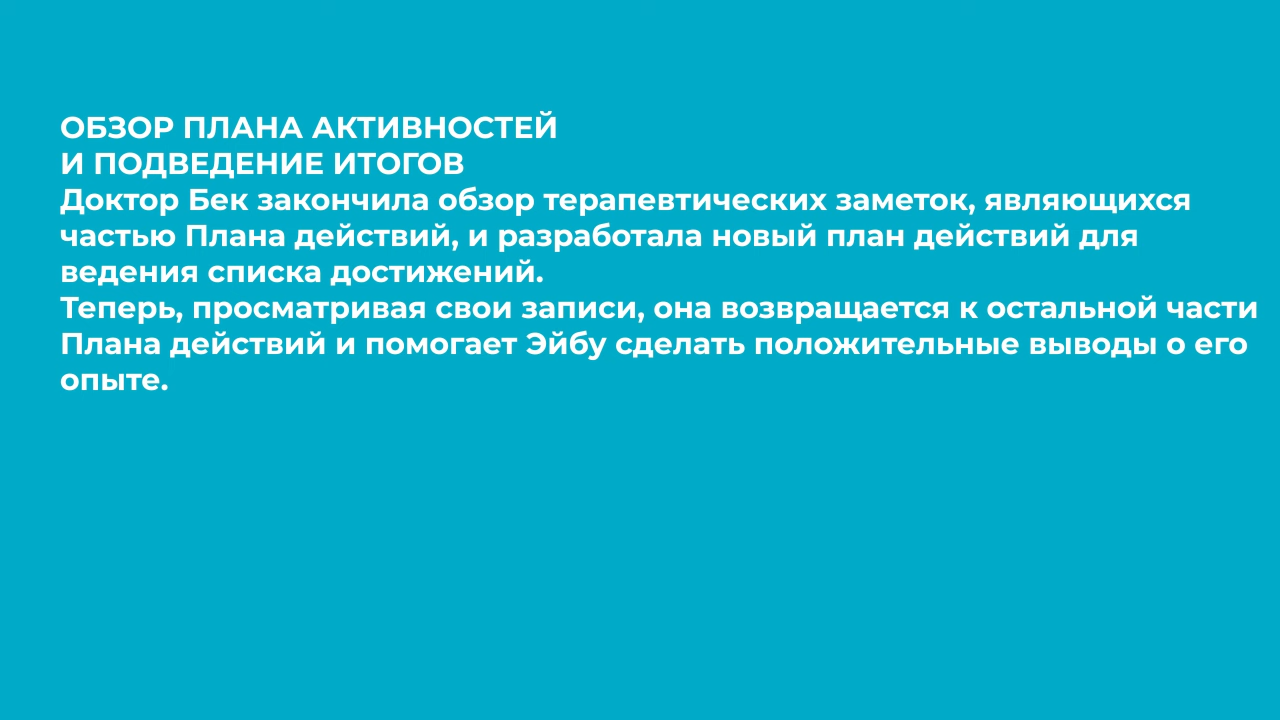 ОБЗОР ПЛАНА АКТИВНОСТЕЙ
И ПОДВЕДЕНИЕ ИТОГОВ
Доктор Бек закончила обзор терапевтических заметок, являющихся
частью Плана действий, и разработала новый план действий для
ведения списка достижений.
Теперь, просматривая свои записи, она возвращается к остальной части
Плана действий и помогает Эйбу сделать положительные выводы о его
опыте.